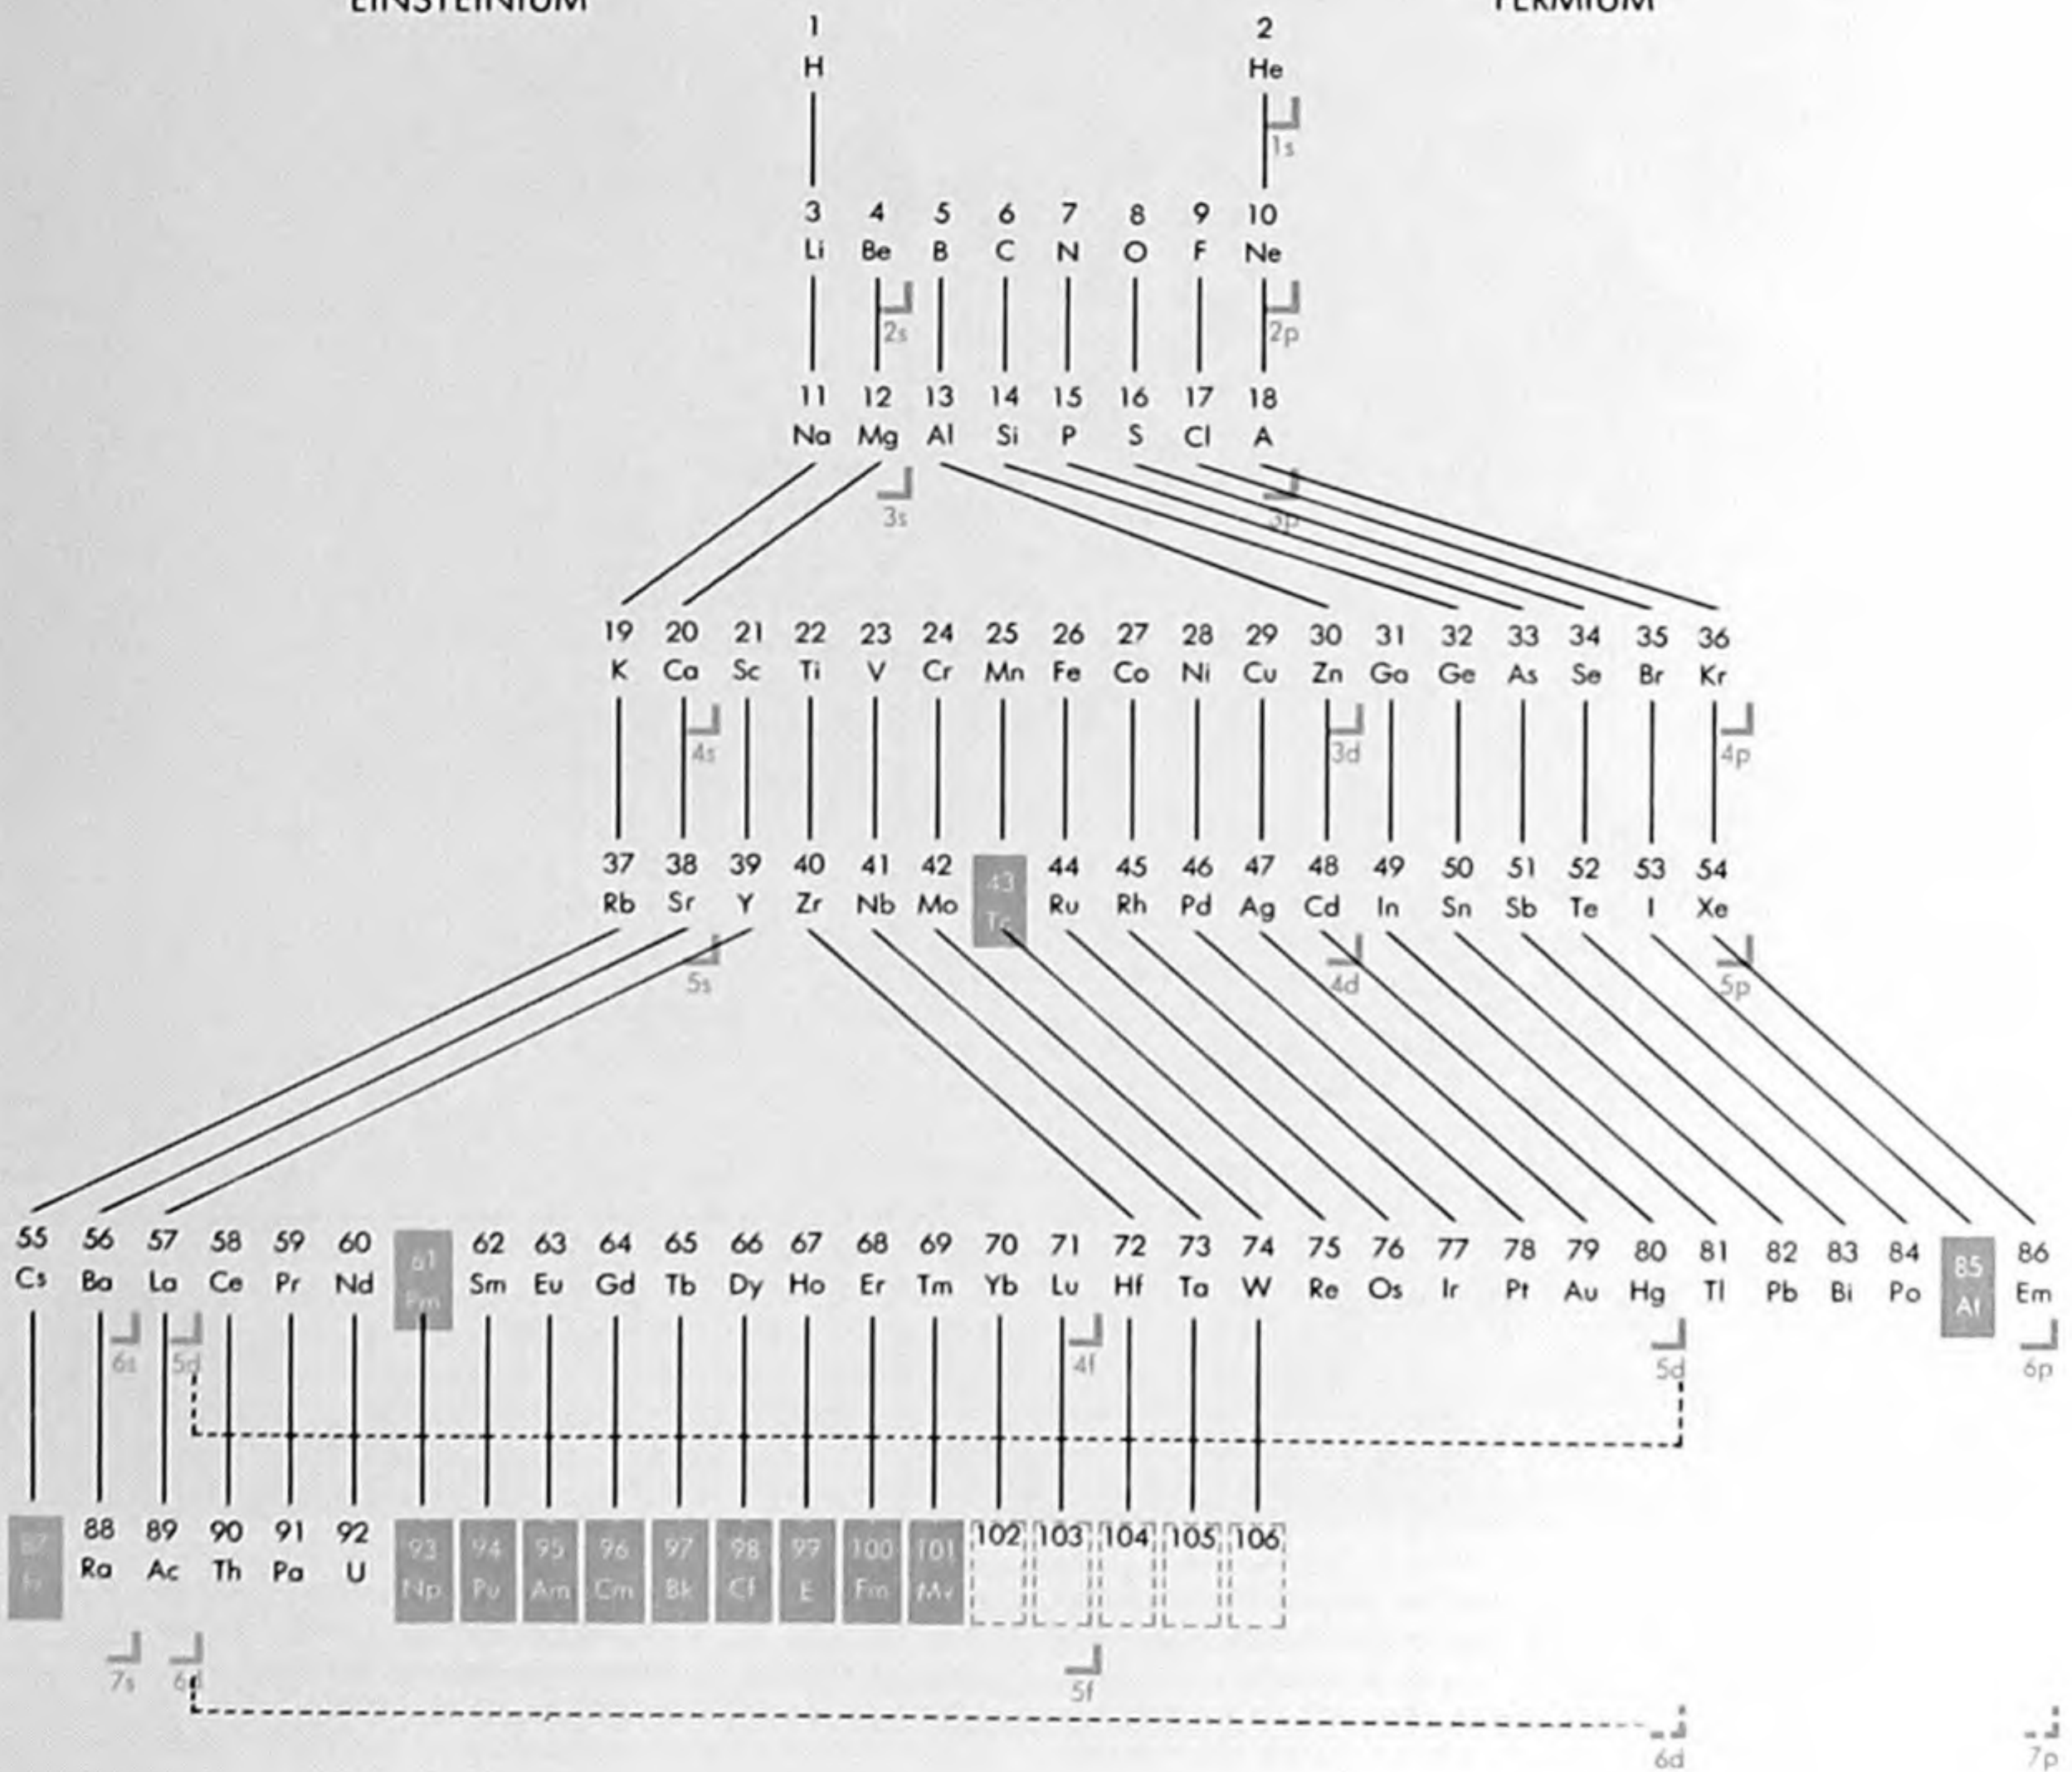 EINSTEINIUM FERMIUM
1 2
H He
1s
3 4 5 6 7 8 9 10
Li Be B C N O F Ne
2s 2p
11 12 13 14 15 16 17 18
Na Mg Al Si P S Cl A
3s 3p
19 20 21 22 23 24 25 26 27 28 29 30 31 32 33 34 35 36
K Ca Sc Ti V Cr Mn Fe Co Ni Cu Zn Ga Ge As Se Br Kr
4s 3d 4p
37 38 39 40 41 42 43 44 45 46 47 48 49 50 51 52 53 54
Rb Sr Y Zr Nb Mo Tc Ru Rh Pd Ag Cd In Sn Sb Te I Xe
5s 4d 5p
55 56 57 58 59 60 61 62 63 64 65 66 67 68 69 70 71 72 73 74 75 76 77 78 79 80 81 82 83 84 85 86
Cs Ba La Ce Pr Nd Pm Sm Eu Gd Tb Dy Ho Er Tm Yb Lu Hf Ta W Re Os Ir Pt Au Hg Tl Pb Bi Po At Em
6s 5d 4f 5d 6p
87 88 89 90 91 92 93 94 95 96 97 98 99 100 101 102 103 104 105 106
Fr Ra Ac Th Pa U Np Pu Am Cm Bk Cf E Fm Mv
7s 6d 5f
6d 7p